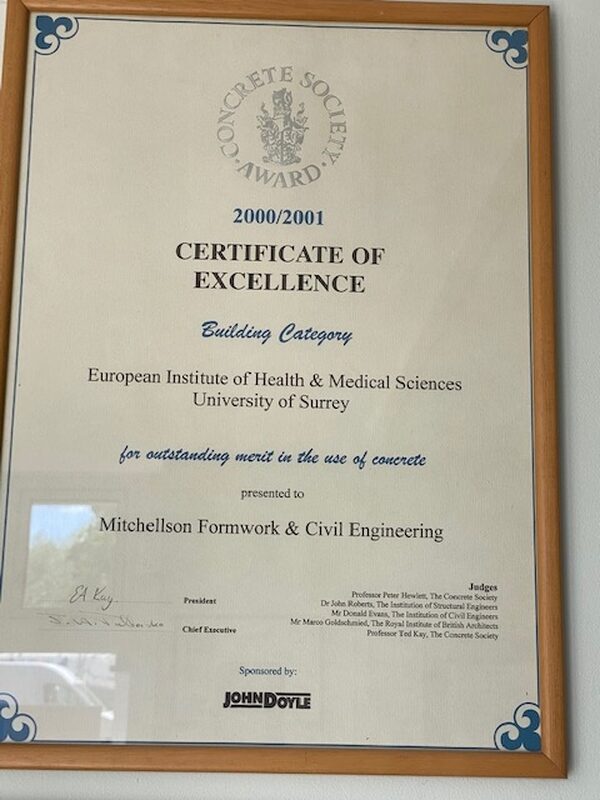 CONCRETE SOCIETY
AWARD
2000/2001
CERTIFICATE OF
EXCELLENCE
Building Category
European Institute of Health & Medical Sciences
University of Surrey
for outstanding merit in the use of concrete
presented to
Mitchellson Formwork & Civil Engineering
EA Kay
President
Chief Executive
Judges
Professor Peter Hewlett, The Concrete Society
Dr John Roberts, The Institution of Structural Engineers
Mr Donald Evans, The Institution of Civil Engineers
Mr Marco Goldschmied, The Royal Institute of British Architects
Professor Ted Kay, The Concrete Society
Sponsored by:
JOHN DOYLE